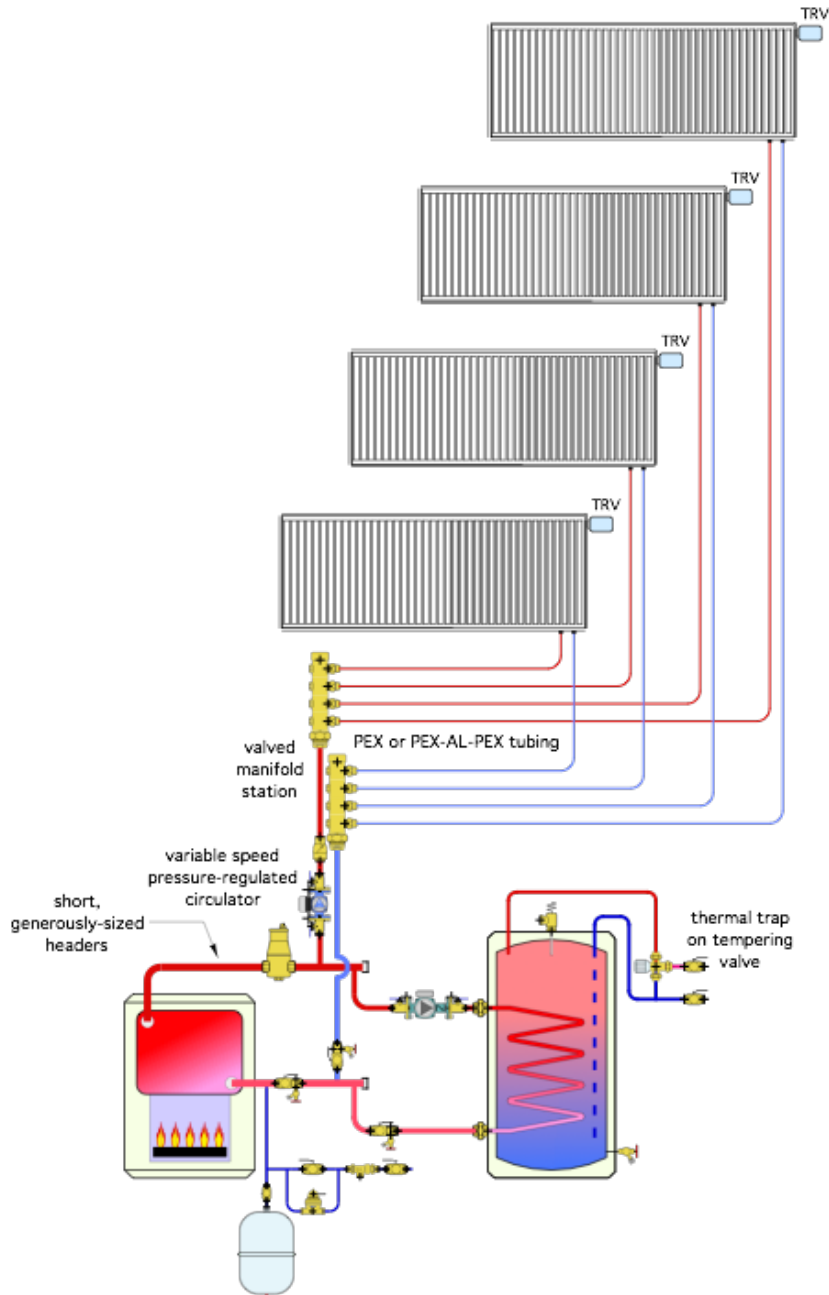 TRV
TRV
TRV
TRV
PEX or PEX-AL-PEX tubing
valved
manifold
station
variable speed
pressure-regulated
circulator
short,
generously-sized
headers
thermal trap
on tempering
valve